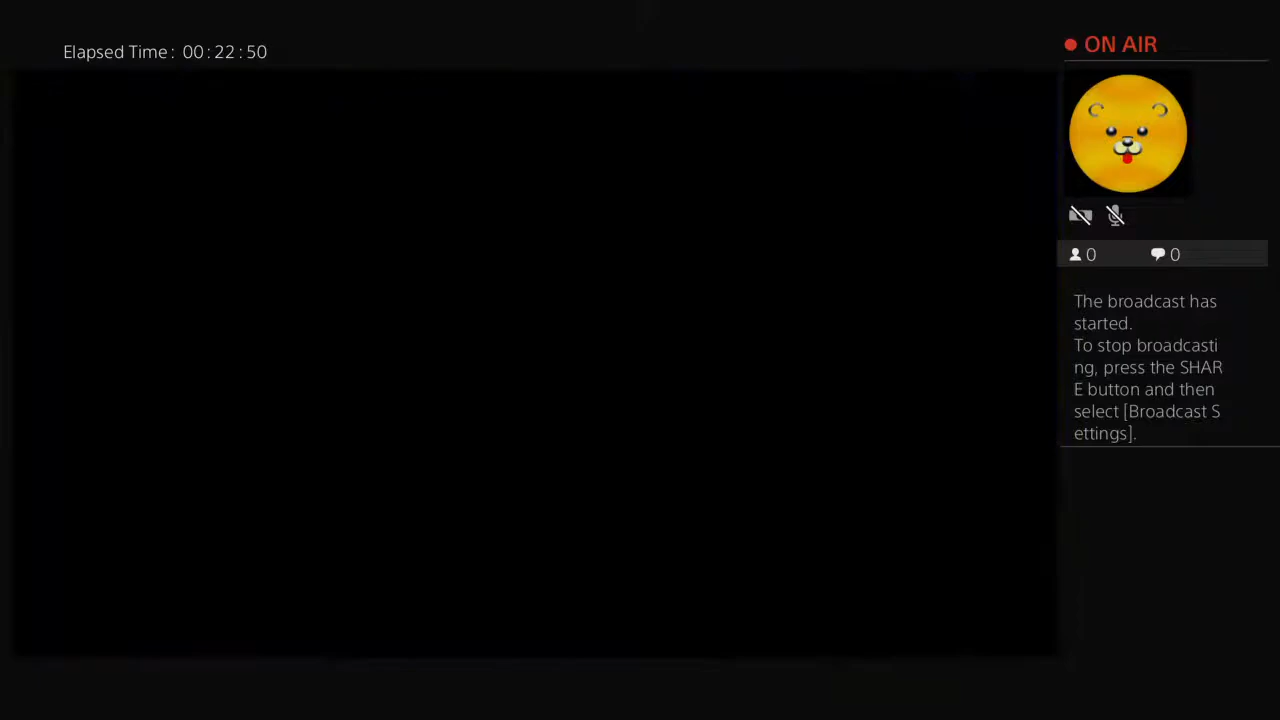 Elapsed Time: 00:22:50
ON AIR
0
0
The broadcast has
started.
To stop broadcasti
ng, press the SHAR
E button and then
select [Broadcast S
ettings].